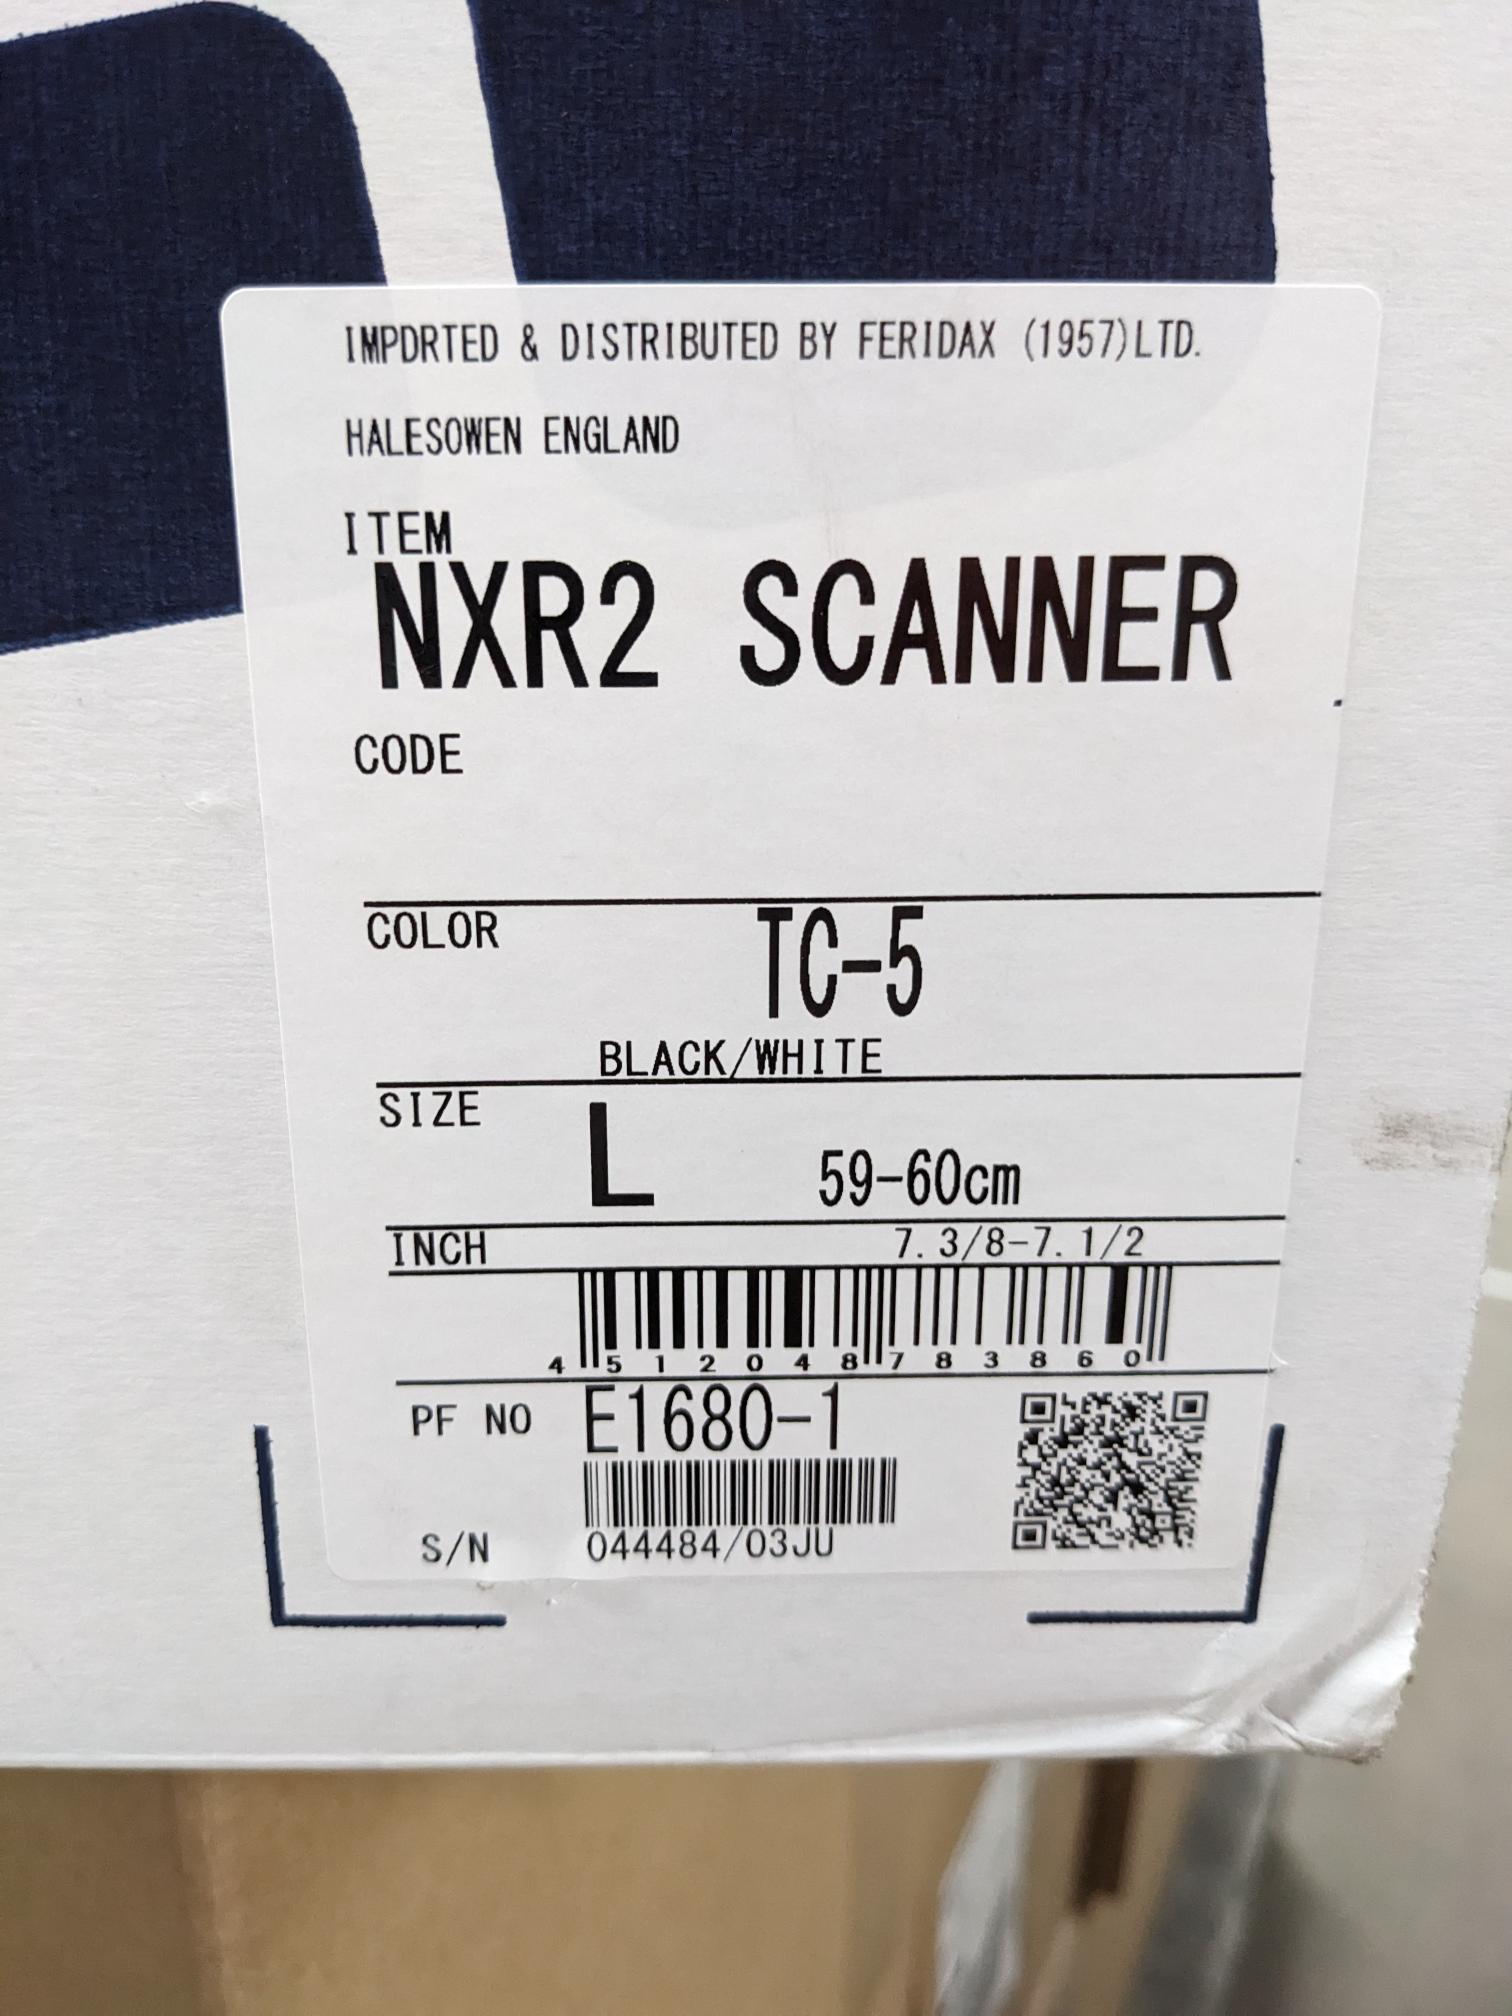 IMPDRTED & DISTRIBUTED BY FERIDAX (1957)LTD.
HALESOWEN ENGLAND
ITEM
NXR2 SCANNER
CODE
COLOR TC-5
BLACK/WHITE
SIZE L 59-60cm
INCH 7.3/8-7.1/2
4 512048 783860
PF NO E1680-1
S/N 044484/03JU